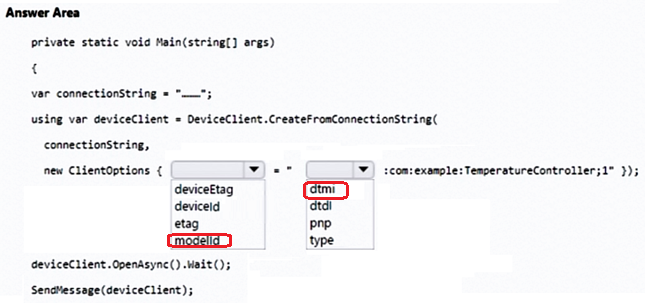 Answer Area
private static void Main(string[] args)
{
var connectionString = "………";
using var deviceClient = DeviceClient.CreateFromConnectionString(
connectionString,
new ClientOptions { = " :com:example:TemperatureController;1" });
deviceEtag dtmi
deviceId dtdl
etag pnp
modelId type
deviceClient.OpenAsync().Wait();
SendMessage(deviceClient);